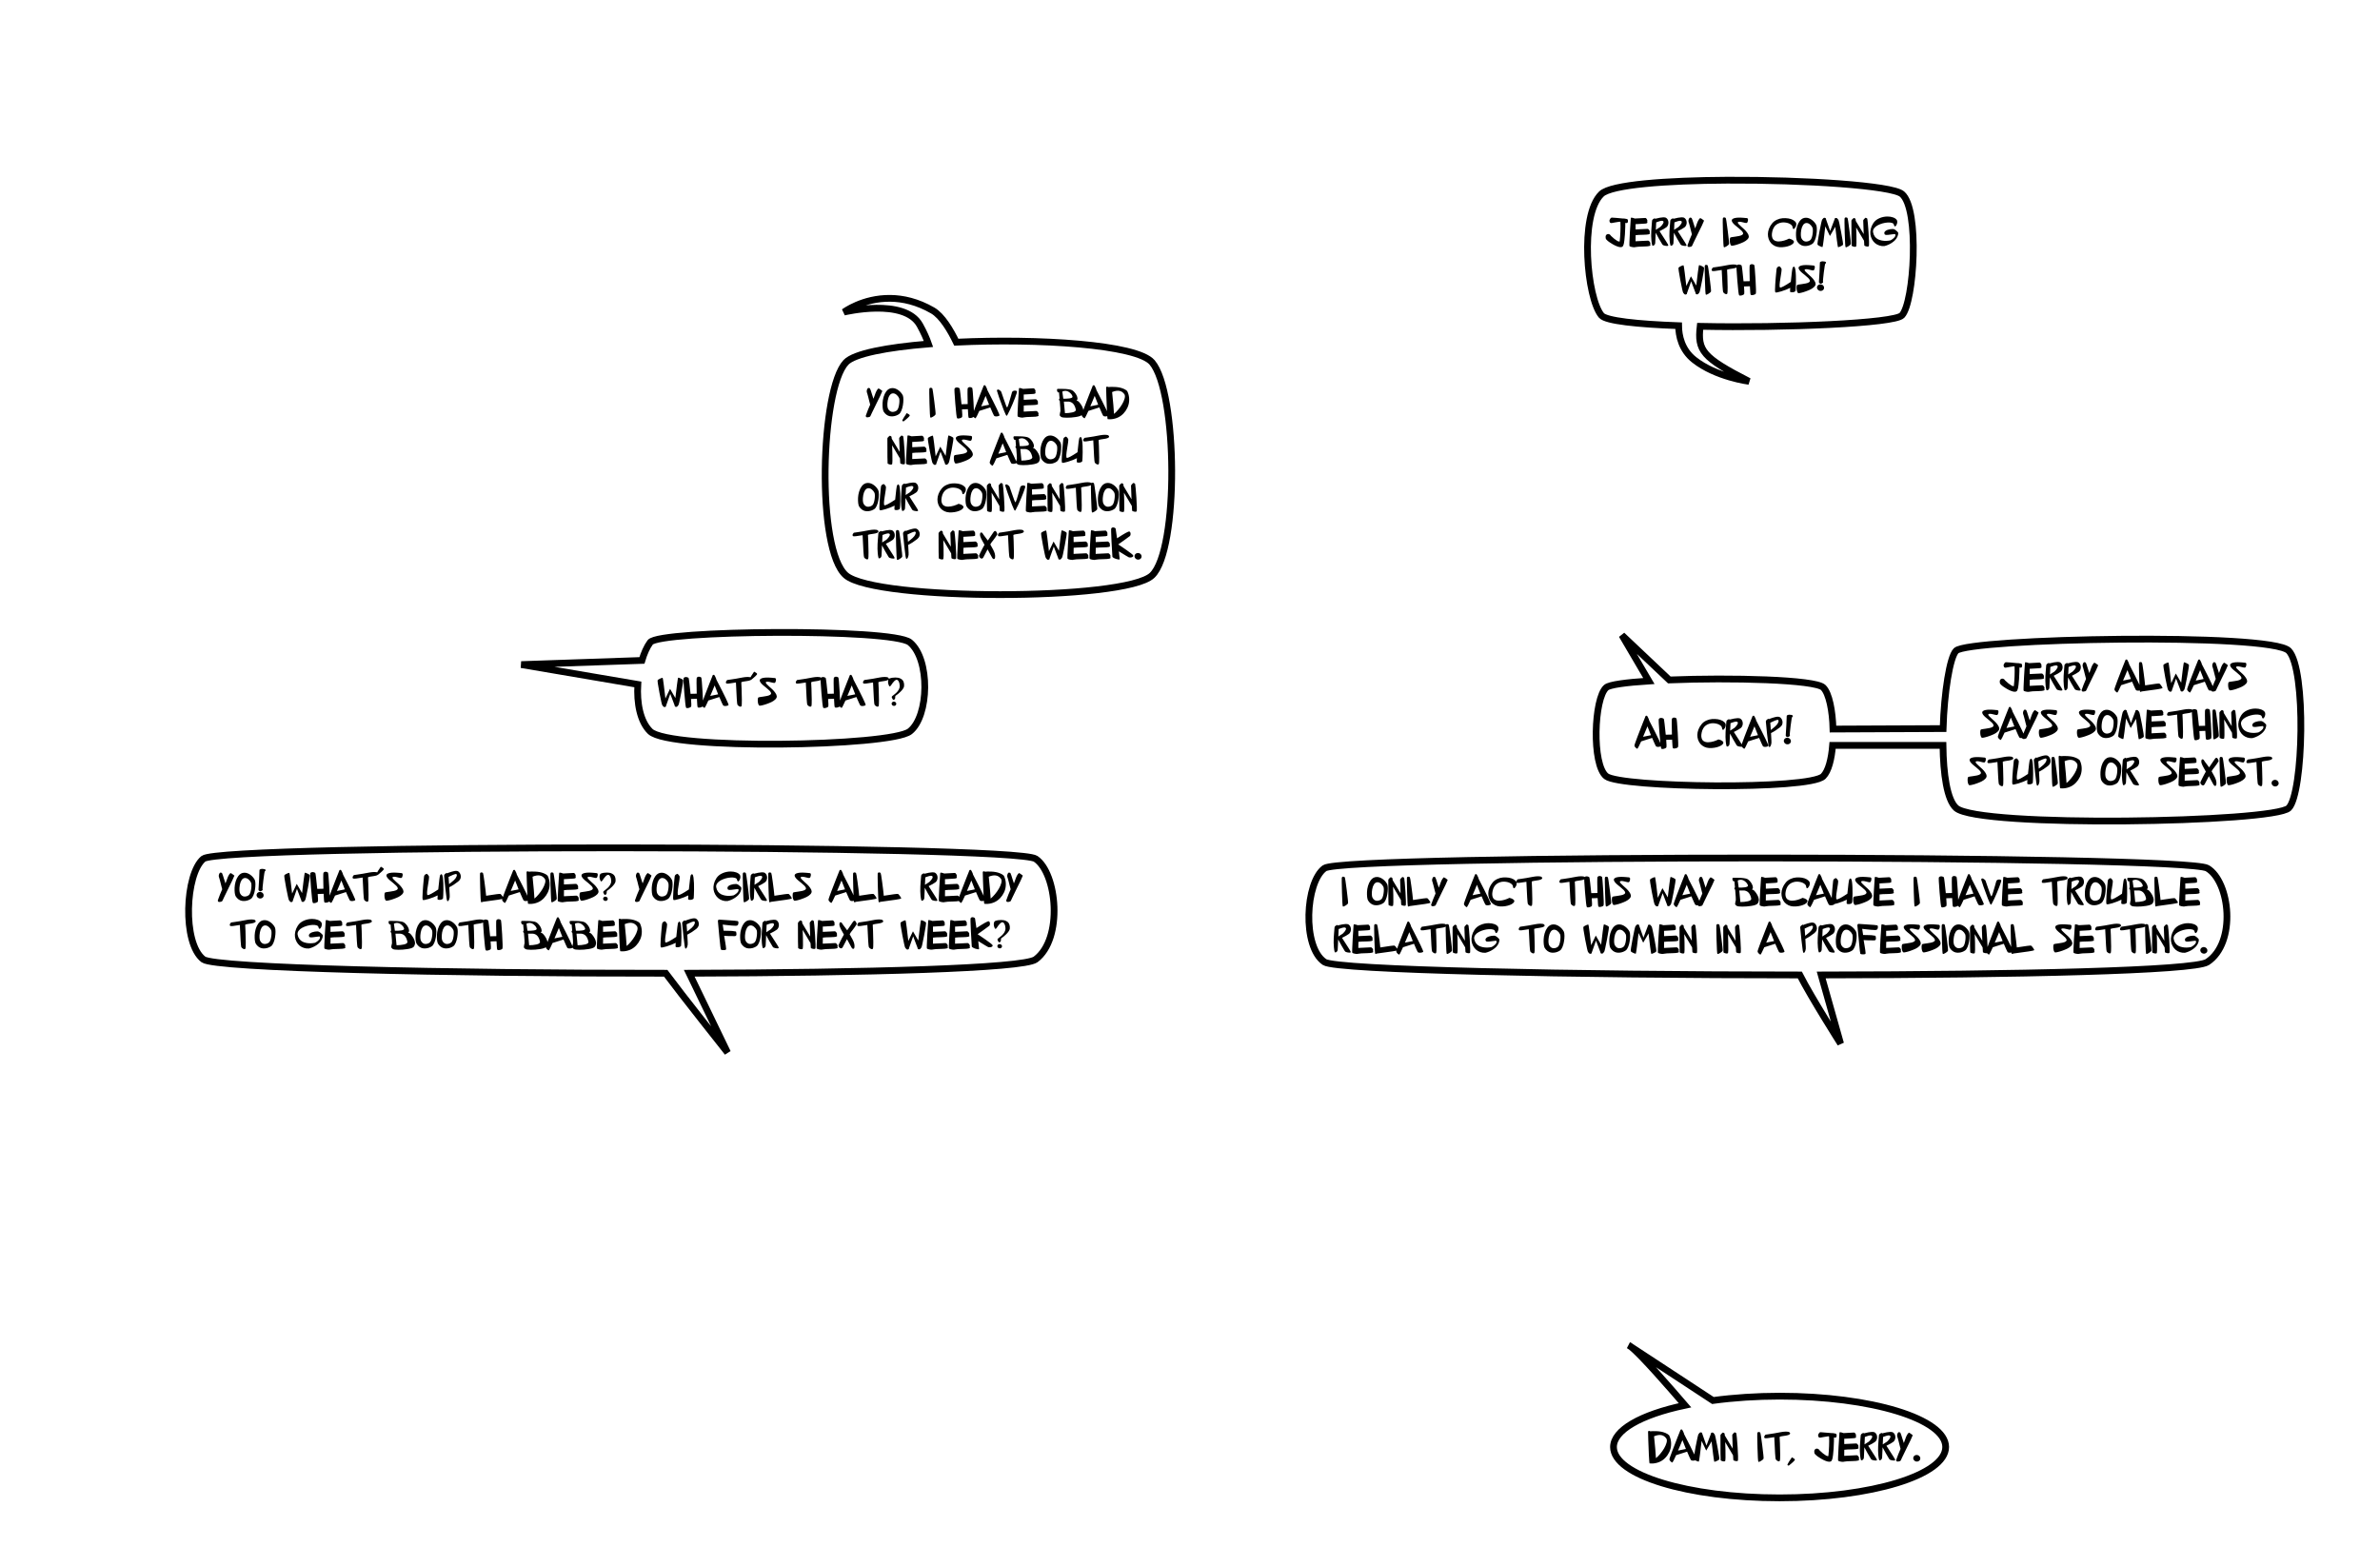 YO, I HAVE BAD
NEWS ABOUT
OUR CONVENTION
TRIP NEXT WEEK.
WHAT'S THAT?
JERRY IS COMING
WITH US!
AH CRAP!
JERRY ALWAYS
SAYS SOMETHING
STUPID OR SEXIST.
YO! WHAT'S UP LADIES? YOU GIRLS ALL READY
TO GET BOOTHBABED UP FOR NEXT WEEK?
I ONLY ACT THIS WAY BECAUSE I HAVE TROUBLE
RELATING TO WOMEN IN A PROFESSIONAL SETTING.
DAMN IT, JERRY.